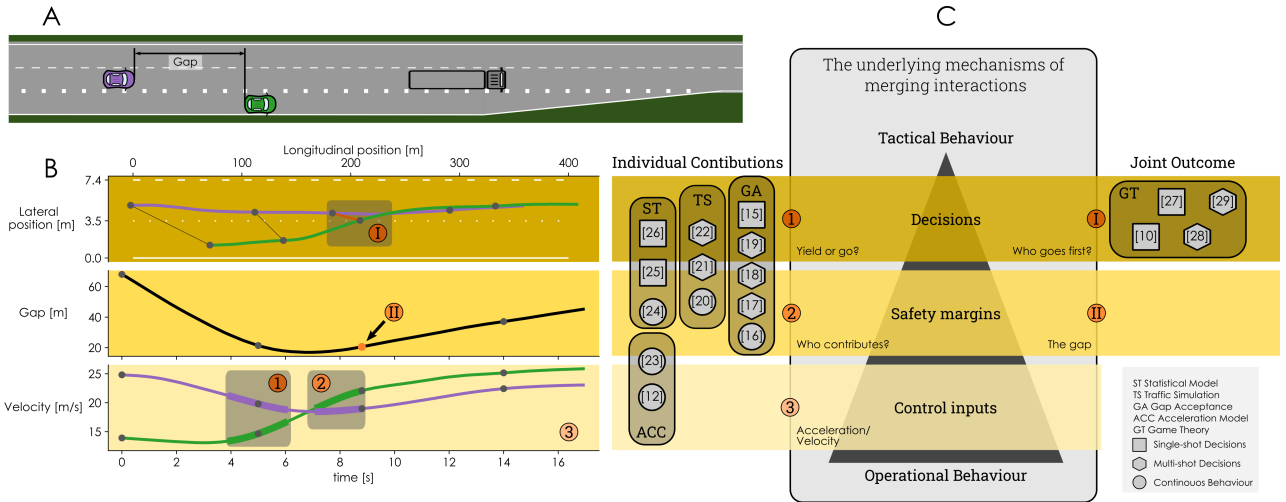 A
Gap
B
Longitudinal position [m]
0
100
200
300
400
Lateral
position [m]
7.4
3.5
0.0
I
Gap [m]
60
40
20
II
Velocity [m/s]
25
20
15
1
2
3
0
2
4
6
8
10
12
14
16
time [s]
C
The underlying mechanisms of
merging interactions
Tactical Behaviour
Individual Contibutions
Joint Outcome
ST
[26]
[25]
[24]
TS
[22]
[21]
[20]
GA
[15]
[19]
[18]
[17]
[16]
[23]
[12]
ACC
1
Decisions
I
Yield or go?
Who goes first?
GT
[27]
[29]
[10]
[28]
2
Safety margins
II
Who contributes?
The gap
3
Control inputs
Acceleration/
Velocity
Operational Behaviour
ST Statistical Model
TS Traffic Simulation
GA Gap Acceptance
ACC Acceleration Model
GT Game Theory
Single-shot Decisions
Multi-shot Decisions
Continouos Behaviour